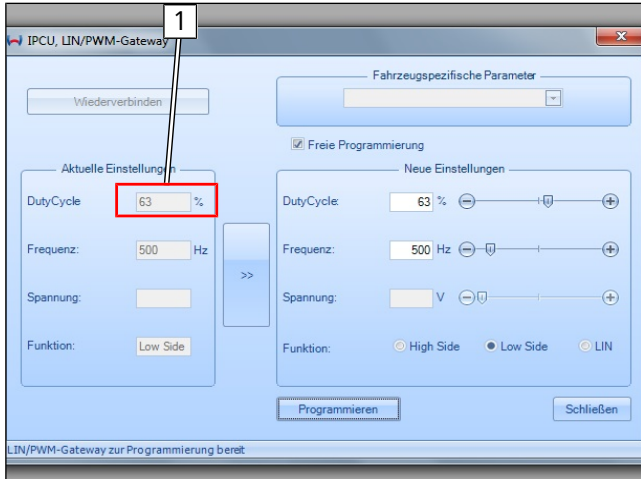 1
IPCU, LIN/PWM-Gateway
Wiederverbinden
Fahrzeugspezifische Parameter
Freie Programmierung
Aktuelle Einstellungen
DutyCycle 63 %
Frequenz: 500 Hz
Spannung:
Funktion: Low Side
>>
Neue Einstellungen
DutyCycle: 63 %
Frequenz: 500 Hz
Spannung: V
Funktion: High Side Low Side LIN
Programmieren Schließen
LIN/PWM-Gateway zur Programmierung bereit